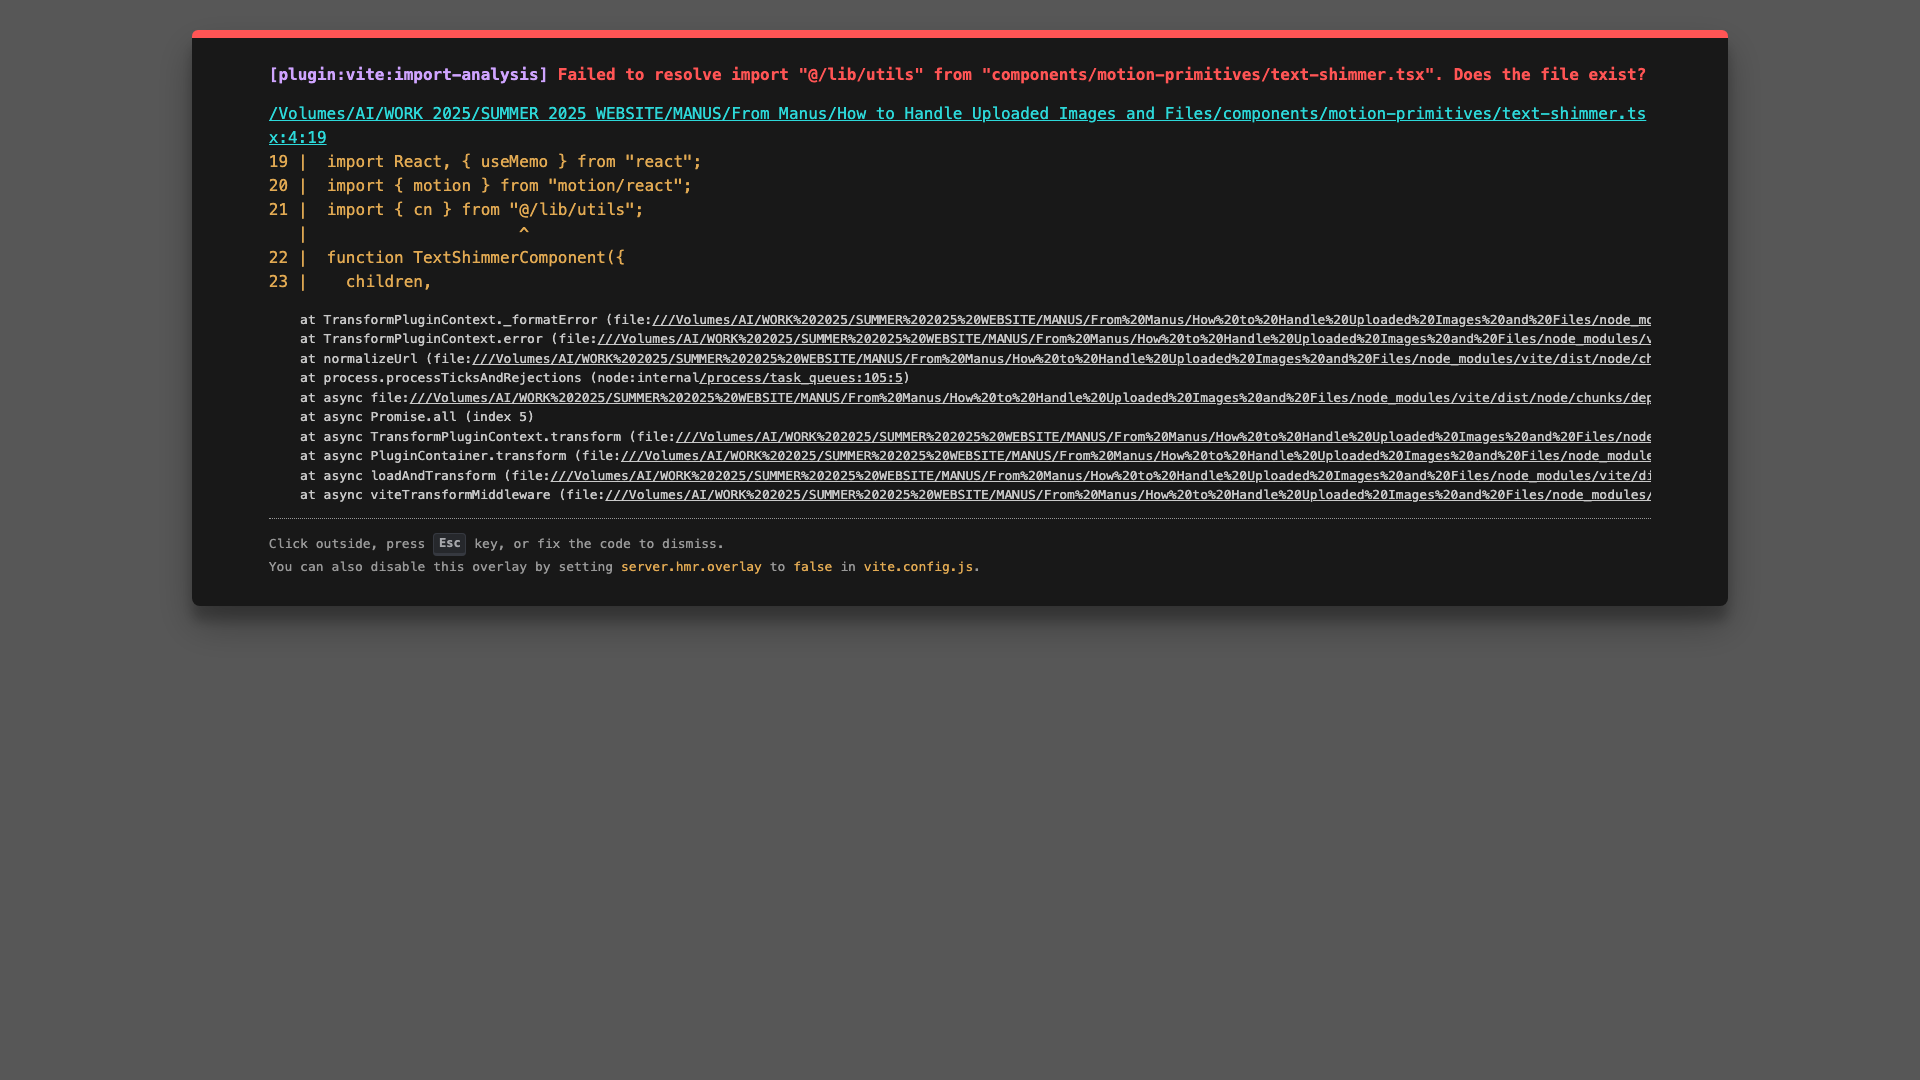 [plugin:vite:import-analysis] Failed to resolve import "@/lib/utils" from "components/motion-primitives/text-shimmer.tsx". Does the file exist?
/Volumes/AI/WORK 2025/SUMMER 2025 WEBSITE/MANUS/From Manus/How to Handle Uploaded Images and Files/components/motion-primitives/text-shimmer.ts
x:4:19
19 |  import React, { useMemo } from "react";
20 |  import { motion } from "motion/react";
21 |  import { cn } from "@/lib/utils";
   |                      ^
22 |  function TextShimmerComponent({
23 |    children,
    at TransformPluginContext._formatError (file:///Volumes/AI/WORK%202025/SUMMER%202025%20WEBSITE/MANUS/From%20Manus/How%20to%20Handle%20Uploaded%20Images%20and%20Files/node_mo
    at TransformPluginContext.error (file:///Volumes/AI/WORK%202025/SUMMER%202025%20WEBSITE/MANUS/From%20Manus/How%20to%20Handle%20Uploaded%20Images%20and%20Files/node_modules/v
    at normalizeUrl (file:///Volumes/AI/WORK%202025/SUMMER%202025%20WEBSITE/MANUS/From%20Manus/How%20to%20Handle%20Uploaded%20Images%20and%20Files/node_modules/vite/dist/node/ch
    at process.processTicksAndRejections (node:internal/process/task_queues:105:5)
    at async file:///Volumes/AI/WORK%202025/SUMMER%202025%20WEBSITE/MANUS/From%20Manus/How%20to%20Handle%20Uploaded%20Images%20and%20Files/node_modules/vite/dist/node/chunks/dep
    at async Promise.all (index 5)
    at async TransformPluginContext.transform (file:///Volumes/AI/WORK%202025/SUMMER%202025%20WEBSITE/MANUS/From%20Manus/How%20to%20Handle%20Uploaded%20Images%20and%20Files/node
    at async PluginContainer.transform (file:///Volumes/AI/WORK%202025/SUMMER%202025%20WEBSITE/MANUS/From%20Manus/How%20to%20Handle%20Uploaded%20Images%20and%20Files/node_module
    at async loadAndTransform (file:///Volumes/AI/WORK%202025/SUMMER%202025%20WEBSITE/MANUS/From%20Manus/How%20to%20Handle%20Uploaded%20Images%20and%20Files/node_modules/vite/di
    at async viteTransformMiddleware (file:///Volumes/AI/WORK%202025/SUMMER%202025%20WEBSITE/MANUS/From%20Manus/How%20to%20Handle%20Uploaded%20Images%20and%20Files/node_modules/
Click outside, press Esc key, or fix the code to dismiss.
You can also disable this overlay by setting server.hmr.overlay to false in vite.config.js.